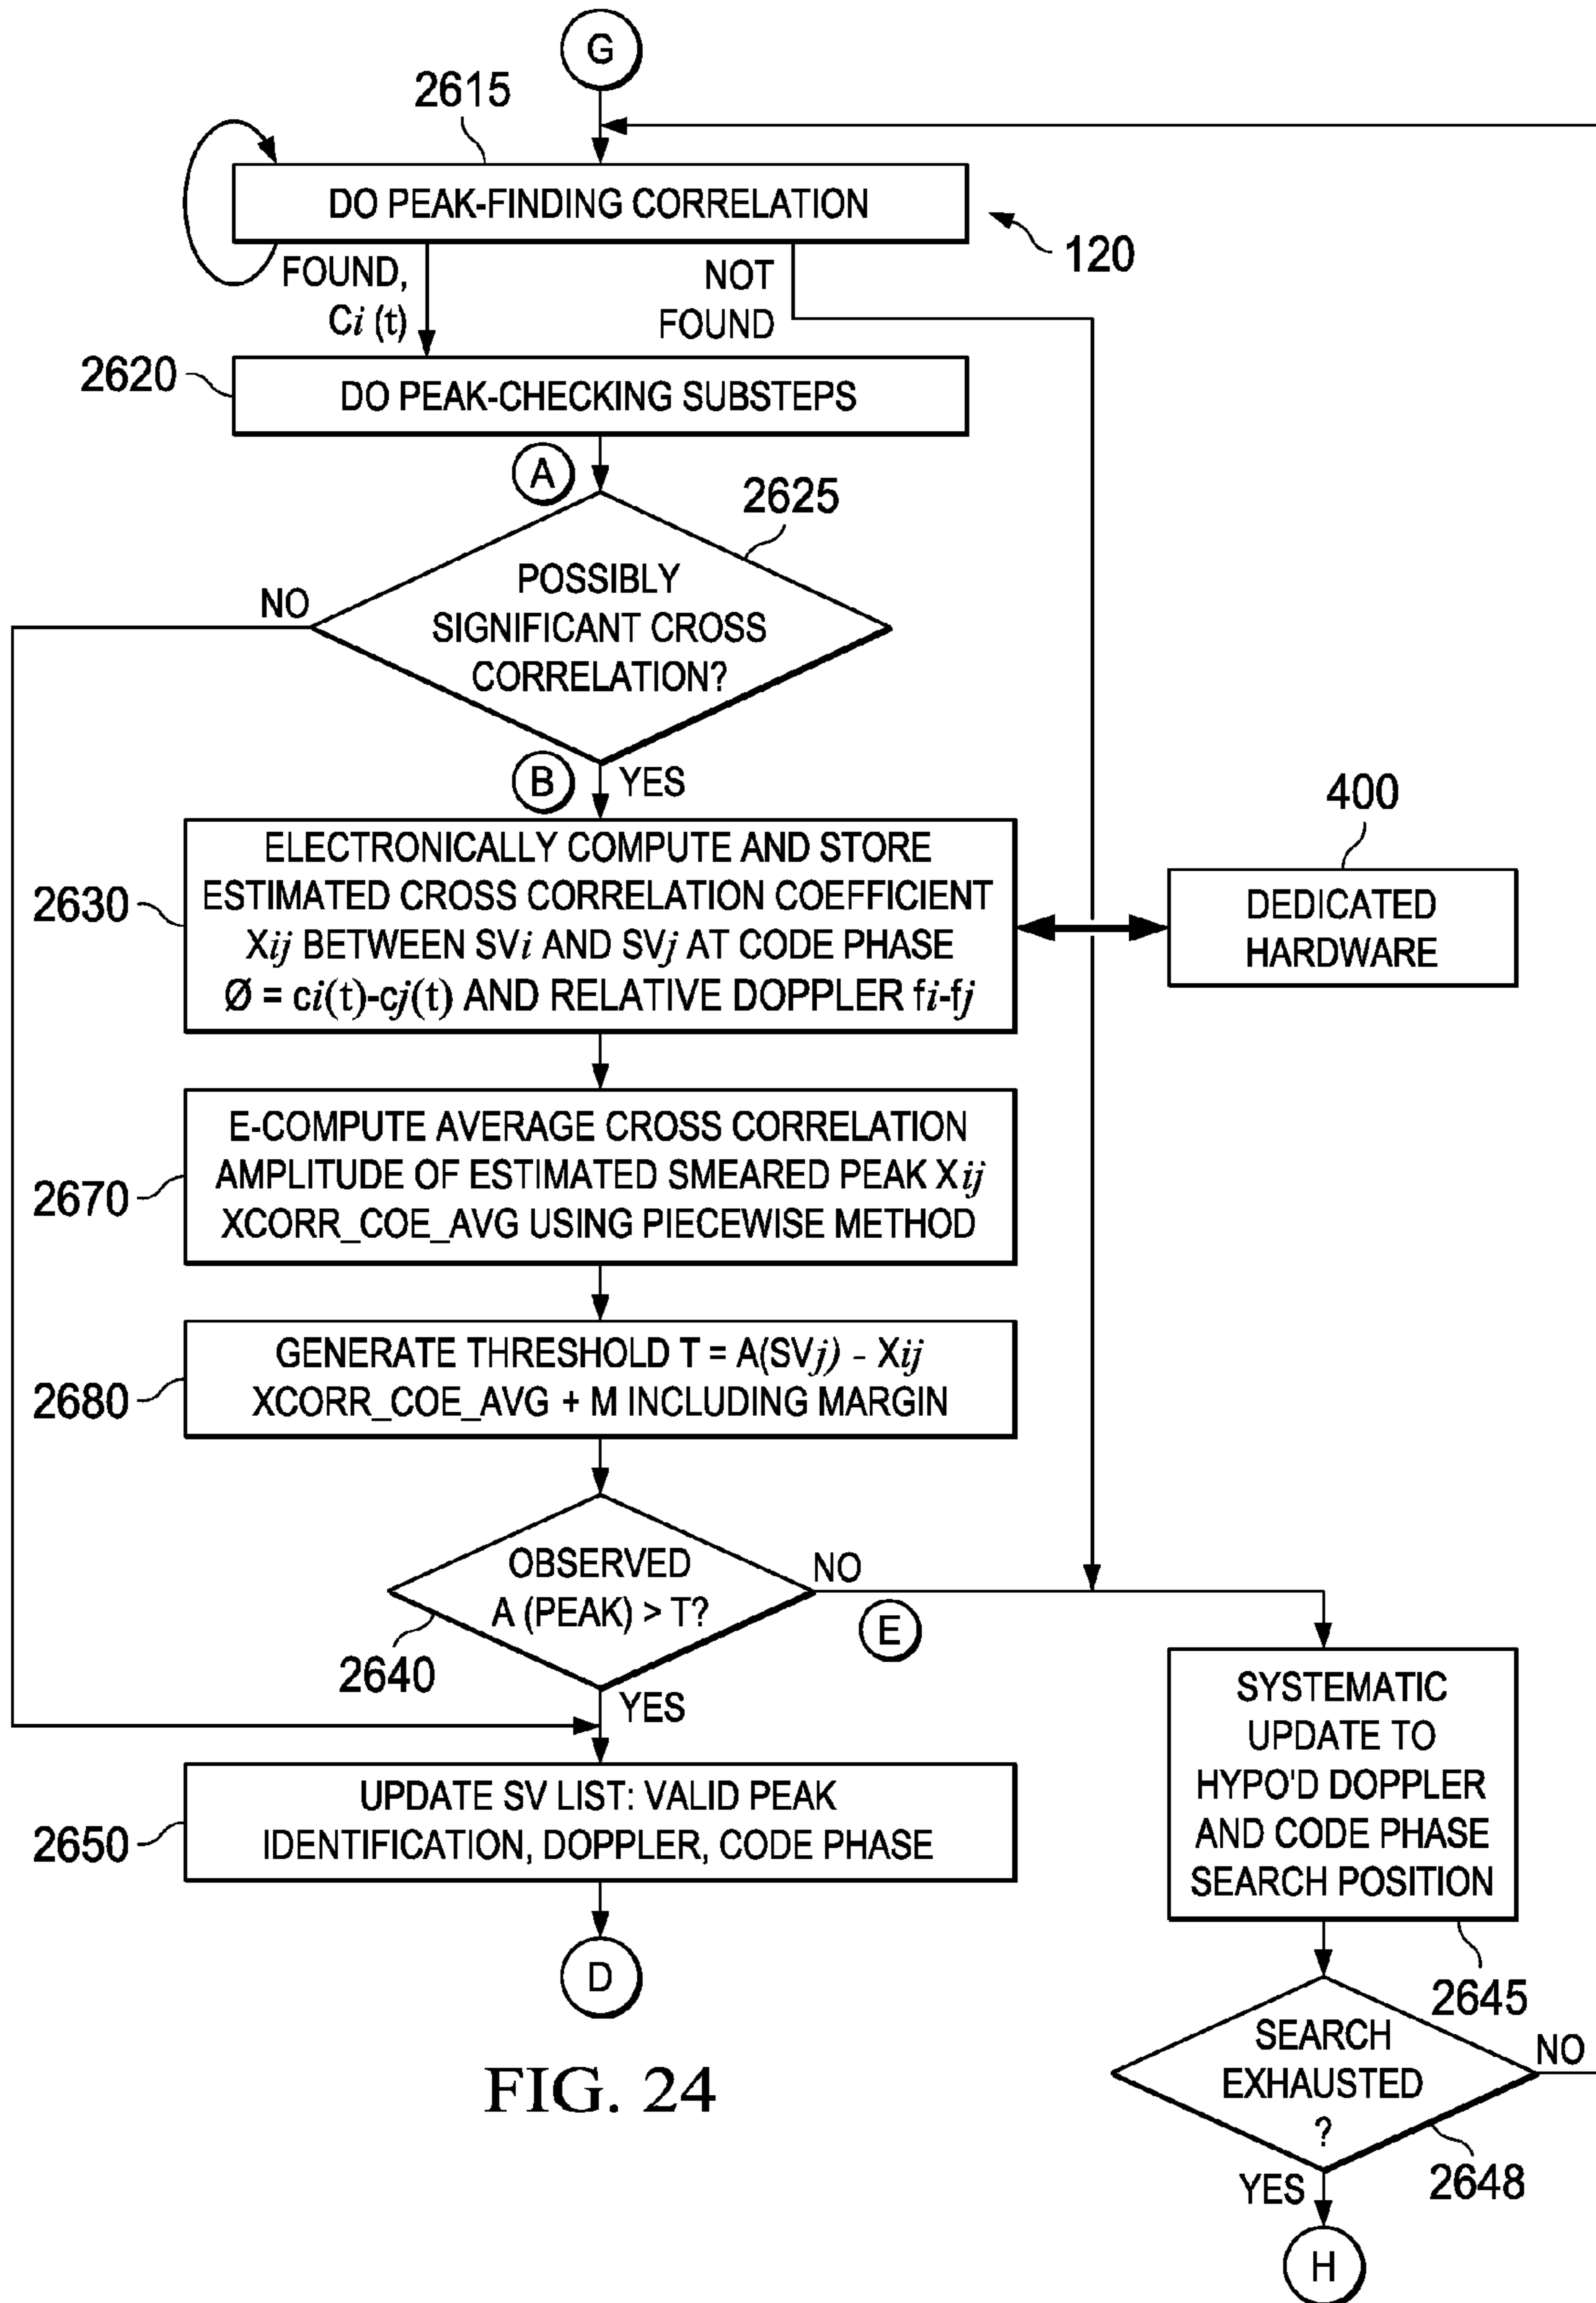 G
2615
DO PEAK-FINDING CORRELATION
120
FOUND,
Ci (t)
NOT
FOUND
2620
DO PEAK-CHECKING SUBSTEPS
A
2625
POSSIBLY
SIGNIFICANT CROSS
CORRELATION?
NO
B
YES
2630
ELECTRONICALLY COMPUTE AND STORE
ESTIMATED CROSS CORRELATION COEFFICIENT
Xij BETWEEN SVi AND SVj AT CODE PHASE
Ø = ci(t)-cj(t) AND RELATIVE DOPPLER fi-fj
400
DEDICATED
HARDWARE
2670
E-COMPUTE AVERAGE CROSS CORRELATION
AMPLITUDE OF ESTIMATED SMEARED PEAK Xij
XCORR_COE_AVG USING PIECEWISE METHOD
2680
GENERATE THRESHOLD T = A(SVj) - Xij
XCORR_COE_AVG + M INCLUDING MARGIN
OBSERVED
A (PEAK) > T?
NO
E
2640
YES
2650
UPDATE SV LIST: VALID PEAK
IDENTIFICATION, DOPPLER, CODE PHASE
D
SYSTEMATIC
UPDATE TO
HYPO'D DOPPLER
AND CODE PHASE
SEARCH POSITION
2645
SEARCH
EXHAUSTED
?
NO
2648
YES
H
FIG. 24